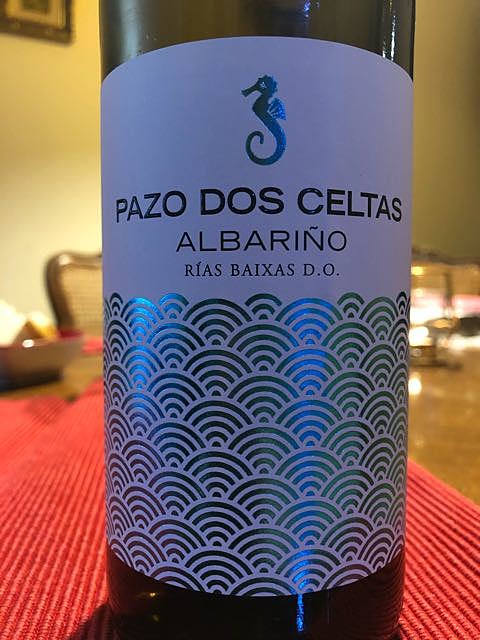 PAZO DOS CELTAS
ALBARIÑO
RÍAS BAIXAS D.O.